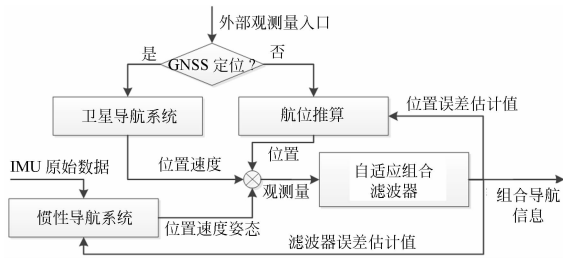 外部观测量入口
是
GNSS 定位？
否
卫星导航系统
航位推算
位置误差估计值
位置
IMU 原始数据
位置速度
观测量
自适应组合
滤波器
组合导航
信息
惯性导航系统
位置速度姿态
滤波器误差估计值